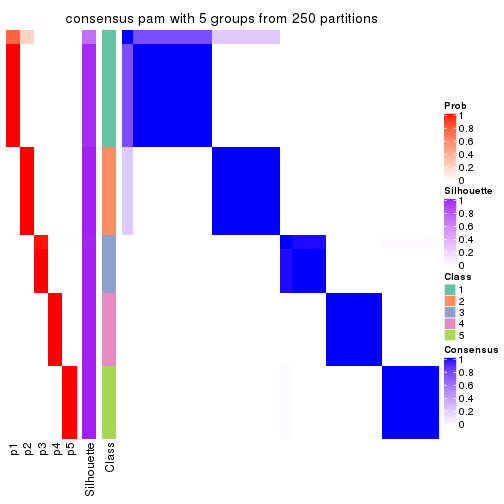 consensus pam with 5 groups from 250 partitions
Prob
1
0.8
0.6
0.4
0.2
0
Silhouette
1
0.8
0.6
0.4
0.2
0
Class
1
2
3
4
5
Consensus
1
0.8
0.6
0.4
0.2
0
p1
p2
p3
p4
p5
Silhouette
Class